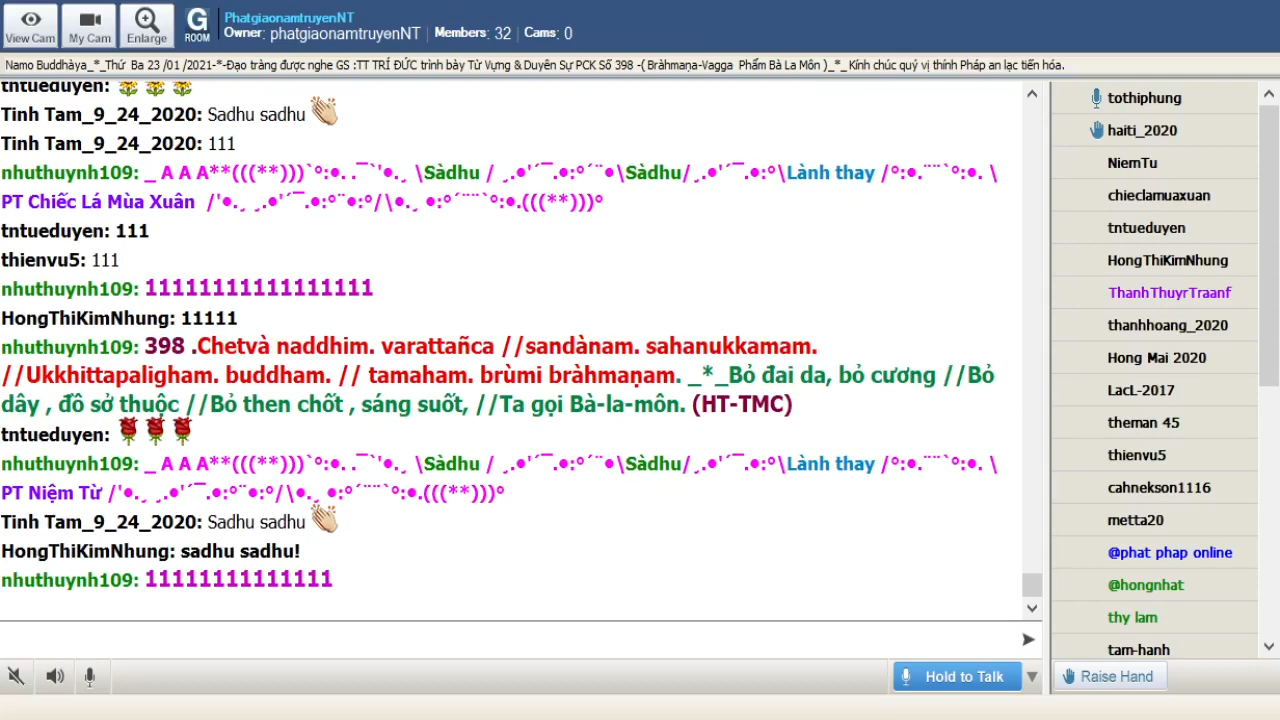 View Cam
My Cam
Enlarge
G
ROOM
PhatgiaonamtruyenNT
Owner: phatgiaonamtruyenNT | Members: 32 | Cams: 0
Namo Buddhàya_*_Thứ Ba 23 /01 /2021-*-Đạo tràng được nghe GS :TT TRÍ ĐỨC trình bày Từ Vựng & Duyên Sự PCK Số 398 -( Bràhmaṇa-Vagga Phẩm Bà La Môn )_*_ Kính chúc quý vị thính Pháp an lạc tiến hóa.
tntueduyen:
Tinh Tam_9_24_2020: Sadhu sadhu
Tinh Tam_9_24_2020: 111
nhuthuynh109: _ A A A**(((**)))`°:•. .¯`'•.¸ \Sàdhu / ¸.•'´¯.•:°´¨•\Sàdhu/¸.•'´¯.•:°\Lành thay /°:•.¨¨`°:•. \
PT Chiếc Lá Mùa Xuân /'•.¸ ¸.•'´¯.•:°¨•:°/\•.¸ •:°´¨¨`°:•.(((**)))°
tntueduyen: 111
thienvu5: 111
nhuthuynh109: 11111111111111111
HongThiKimNhung: 11111
nhuthuynh109: 398 .Chetvà naddhim. varattañca //sandànam. sahanukkamam.
//Ukkhittapaligham. buddham. // tamaham. brùmi bràhmaṇam. _*_Bỏ đai da, bỏ cương //Bỏ
dây , đồ sở thuộc //Bỏ then chốt , sáng suốt, //Ta gọi Bà-la-môn. (HT-TMC)
tntueduyen:
nhuthuynh109: _ A A A**(((**)))`°:•. .¯`'•.¸ \Sàdhu / ¸.•'´¯.•:°´¨•\Sàdhu/¸.•'´¯.•:°\Lành thay /°:•.¨¨`°:•. \
PT Niệm Từ /'•.¸ ¸.•'´¯.•:°¨•:°/\•.¸ •:°´¨¨`°:•.(((**)))°
Tinh Tam_9_24_2020: Sadhu sadhu
HongThiKimNhung: sadhu sadhu!
nhuthuynh109: 11111111111111
Hold to Talk
tothiphung
haiti_2020
NiemTu
chieclamuaxuan
tntueduyen
HongThiKimNhung
ThanhThuyrTraanf
thanhhoang_2020
Hong Mai 2020
LacL-2017
theman 45
thienvu5
cahnekson1116
metta20
@phat phap online
@hongnhat
thy lam
tam-hanh
Raise Hand